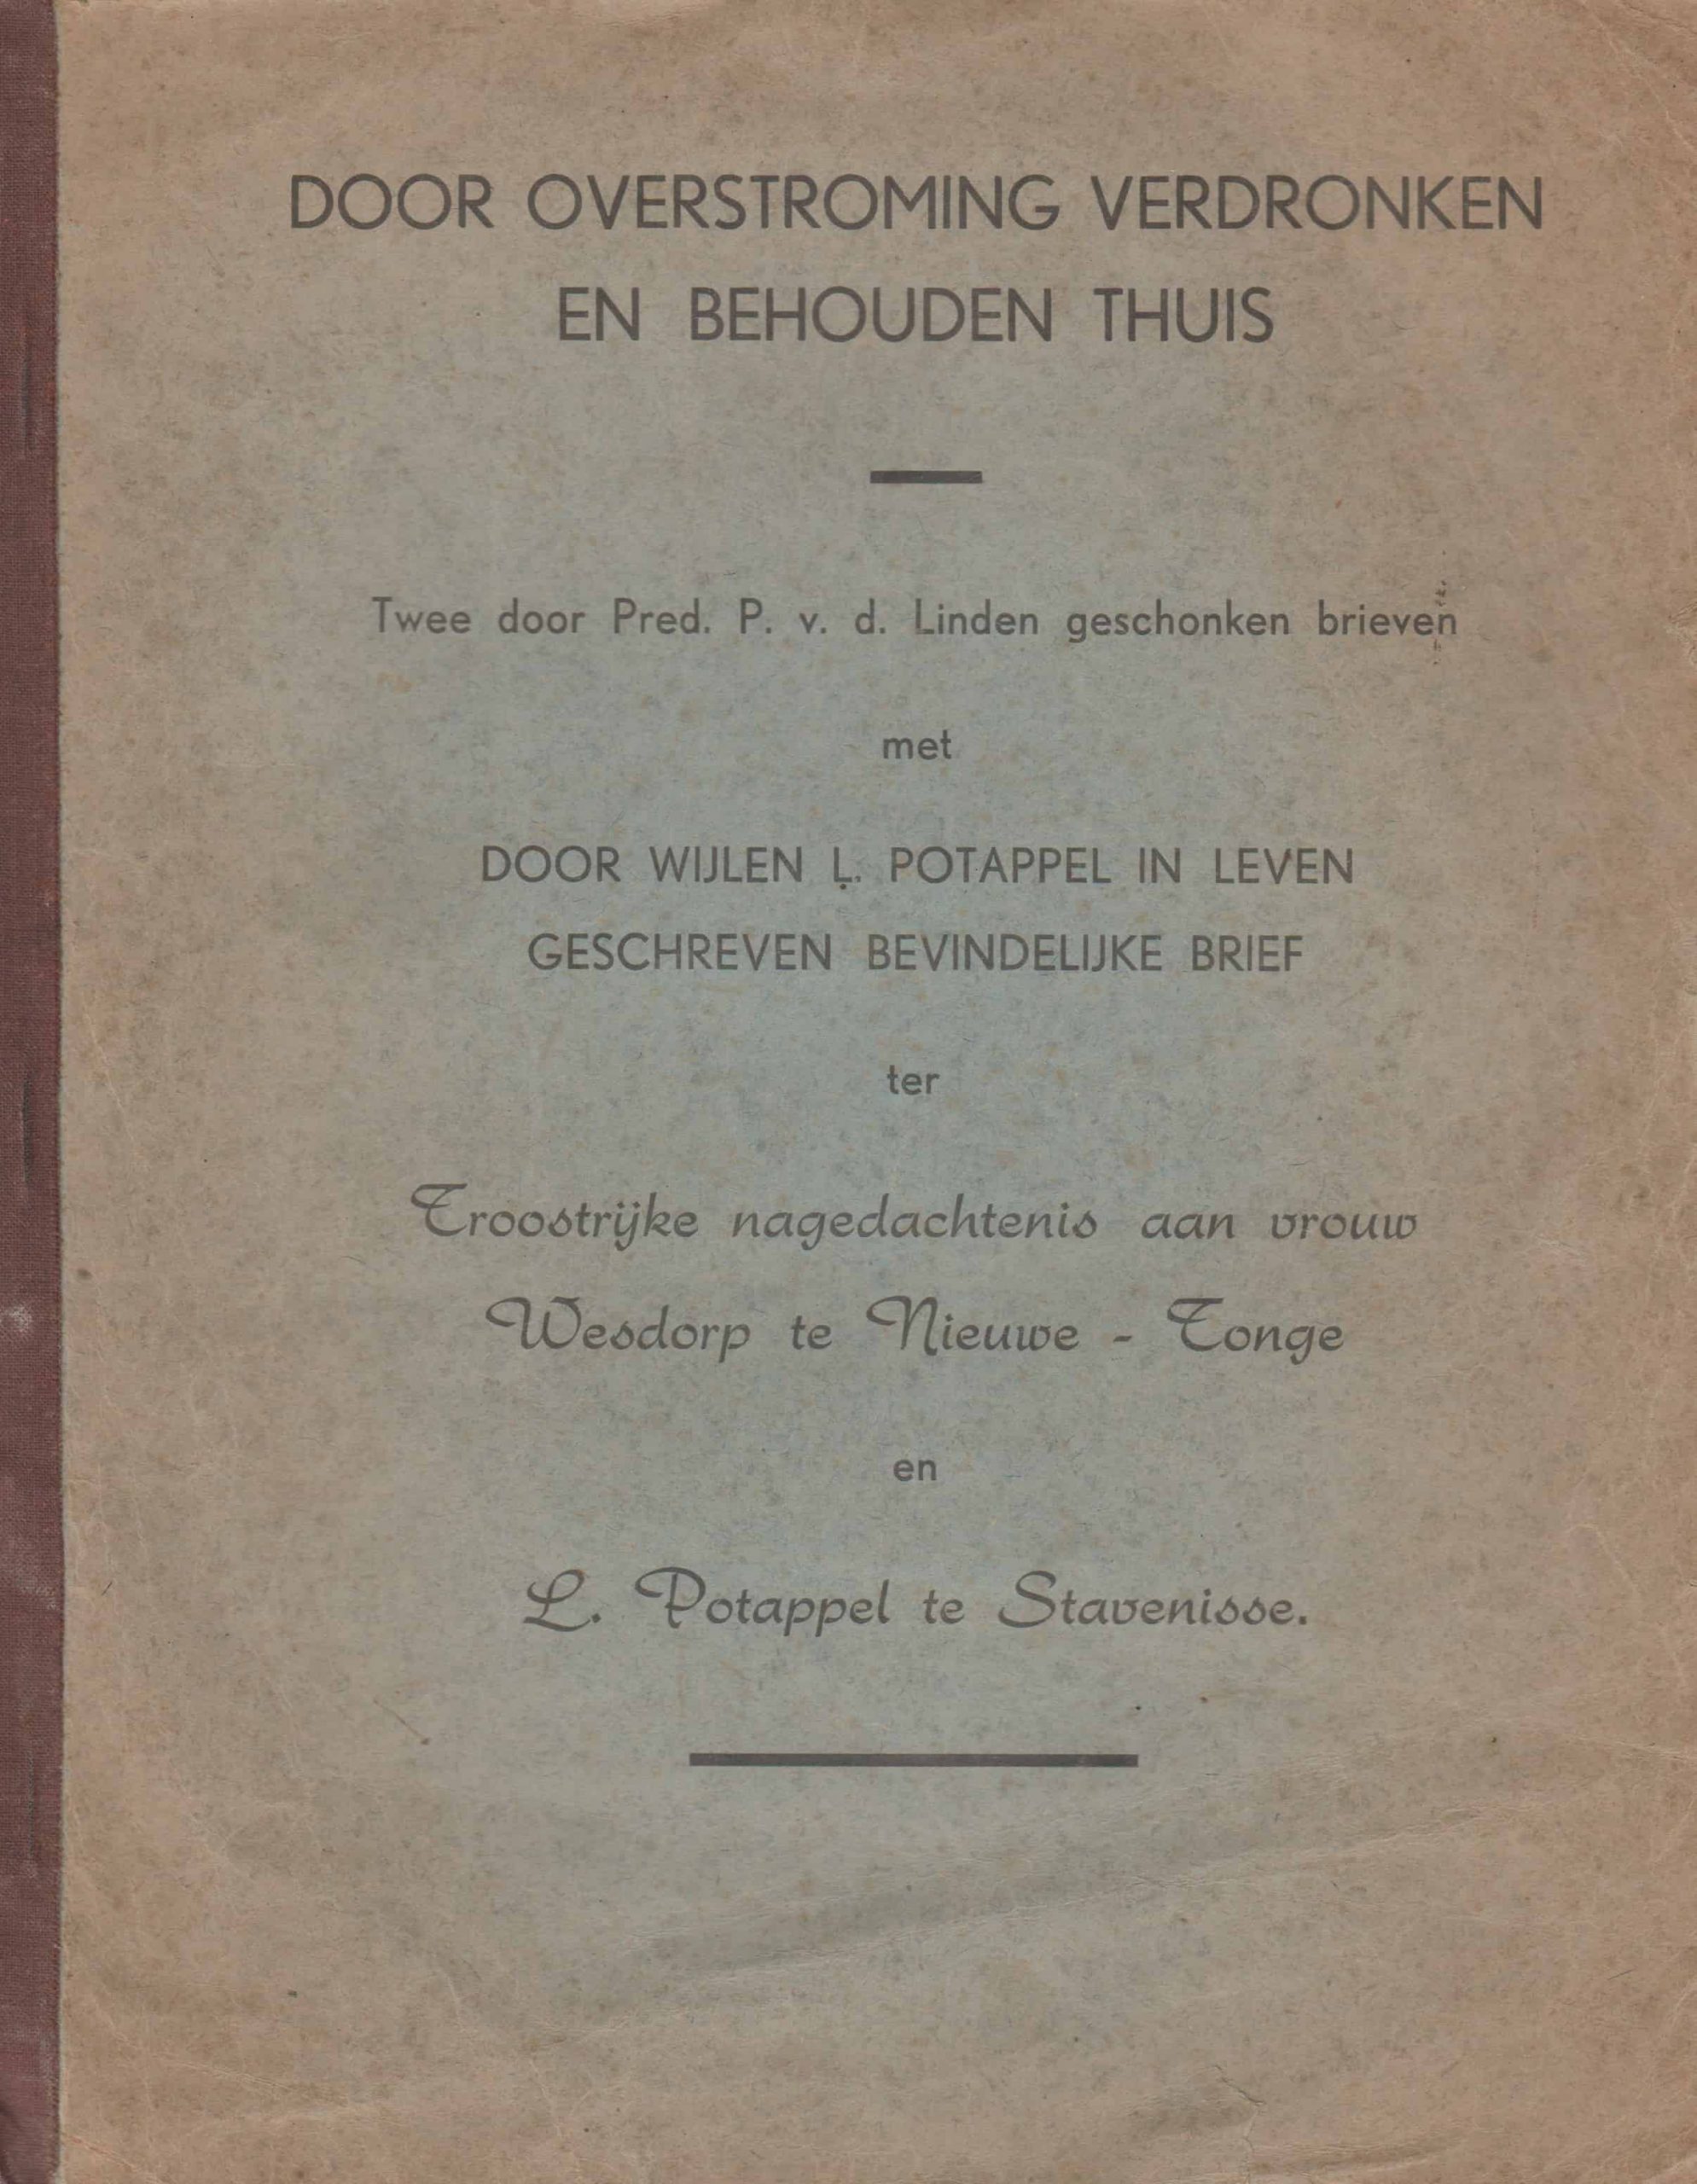 DOOR OVERSTROMING VERDRONKEN
EN BEHOUDEN THUIS
Twee door Pred. P. v. d. Linden geschonken brieven
met
DOOR WIJLEN L. POTAPPEL IN LEVEN
GESCHREVEN BEVINDELIJKE BRIEF
ter
Troostrijke nagedachtenis aan vrouw
Wesdorp te Nieuwe - Tonge
en
L. Potappel te Stavenisse.